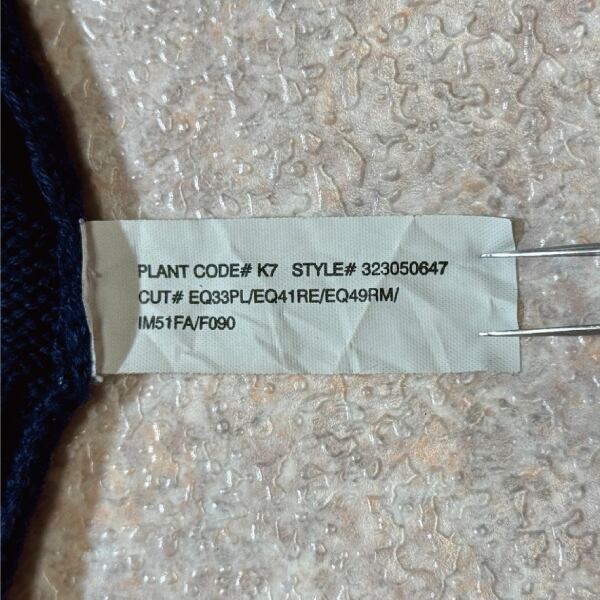 PLANT CODE# K7 STYLE# 323050647
CUT# EQ33PL/EQ41RE/EQ49RM/
IM51FA/F090